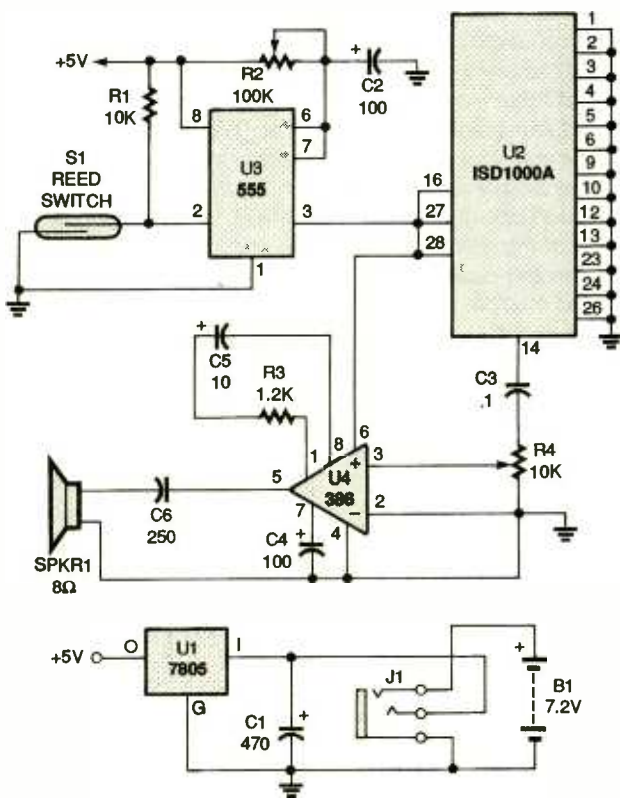 +5V
R1
10K
R2
100K
+
C2
100
S1
REED
SWITCH
8
6
7
U3
555
2
3
1
U2
ISD1000A
16
27
28
1
2
3
4
5
6
9
10
12
13
23
24
26
14
C3
.1
R4
10K
+
C5
10
R3
1.2K
1
8
6
+
3
5
U4
386
7
−
2
4
+
C4
100
C6
250
SPKR1
8Ω
+5V
O
U1
7805
I
G
+
C1
470
J1
+
B1
7.2V